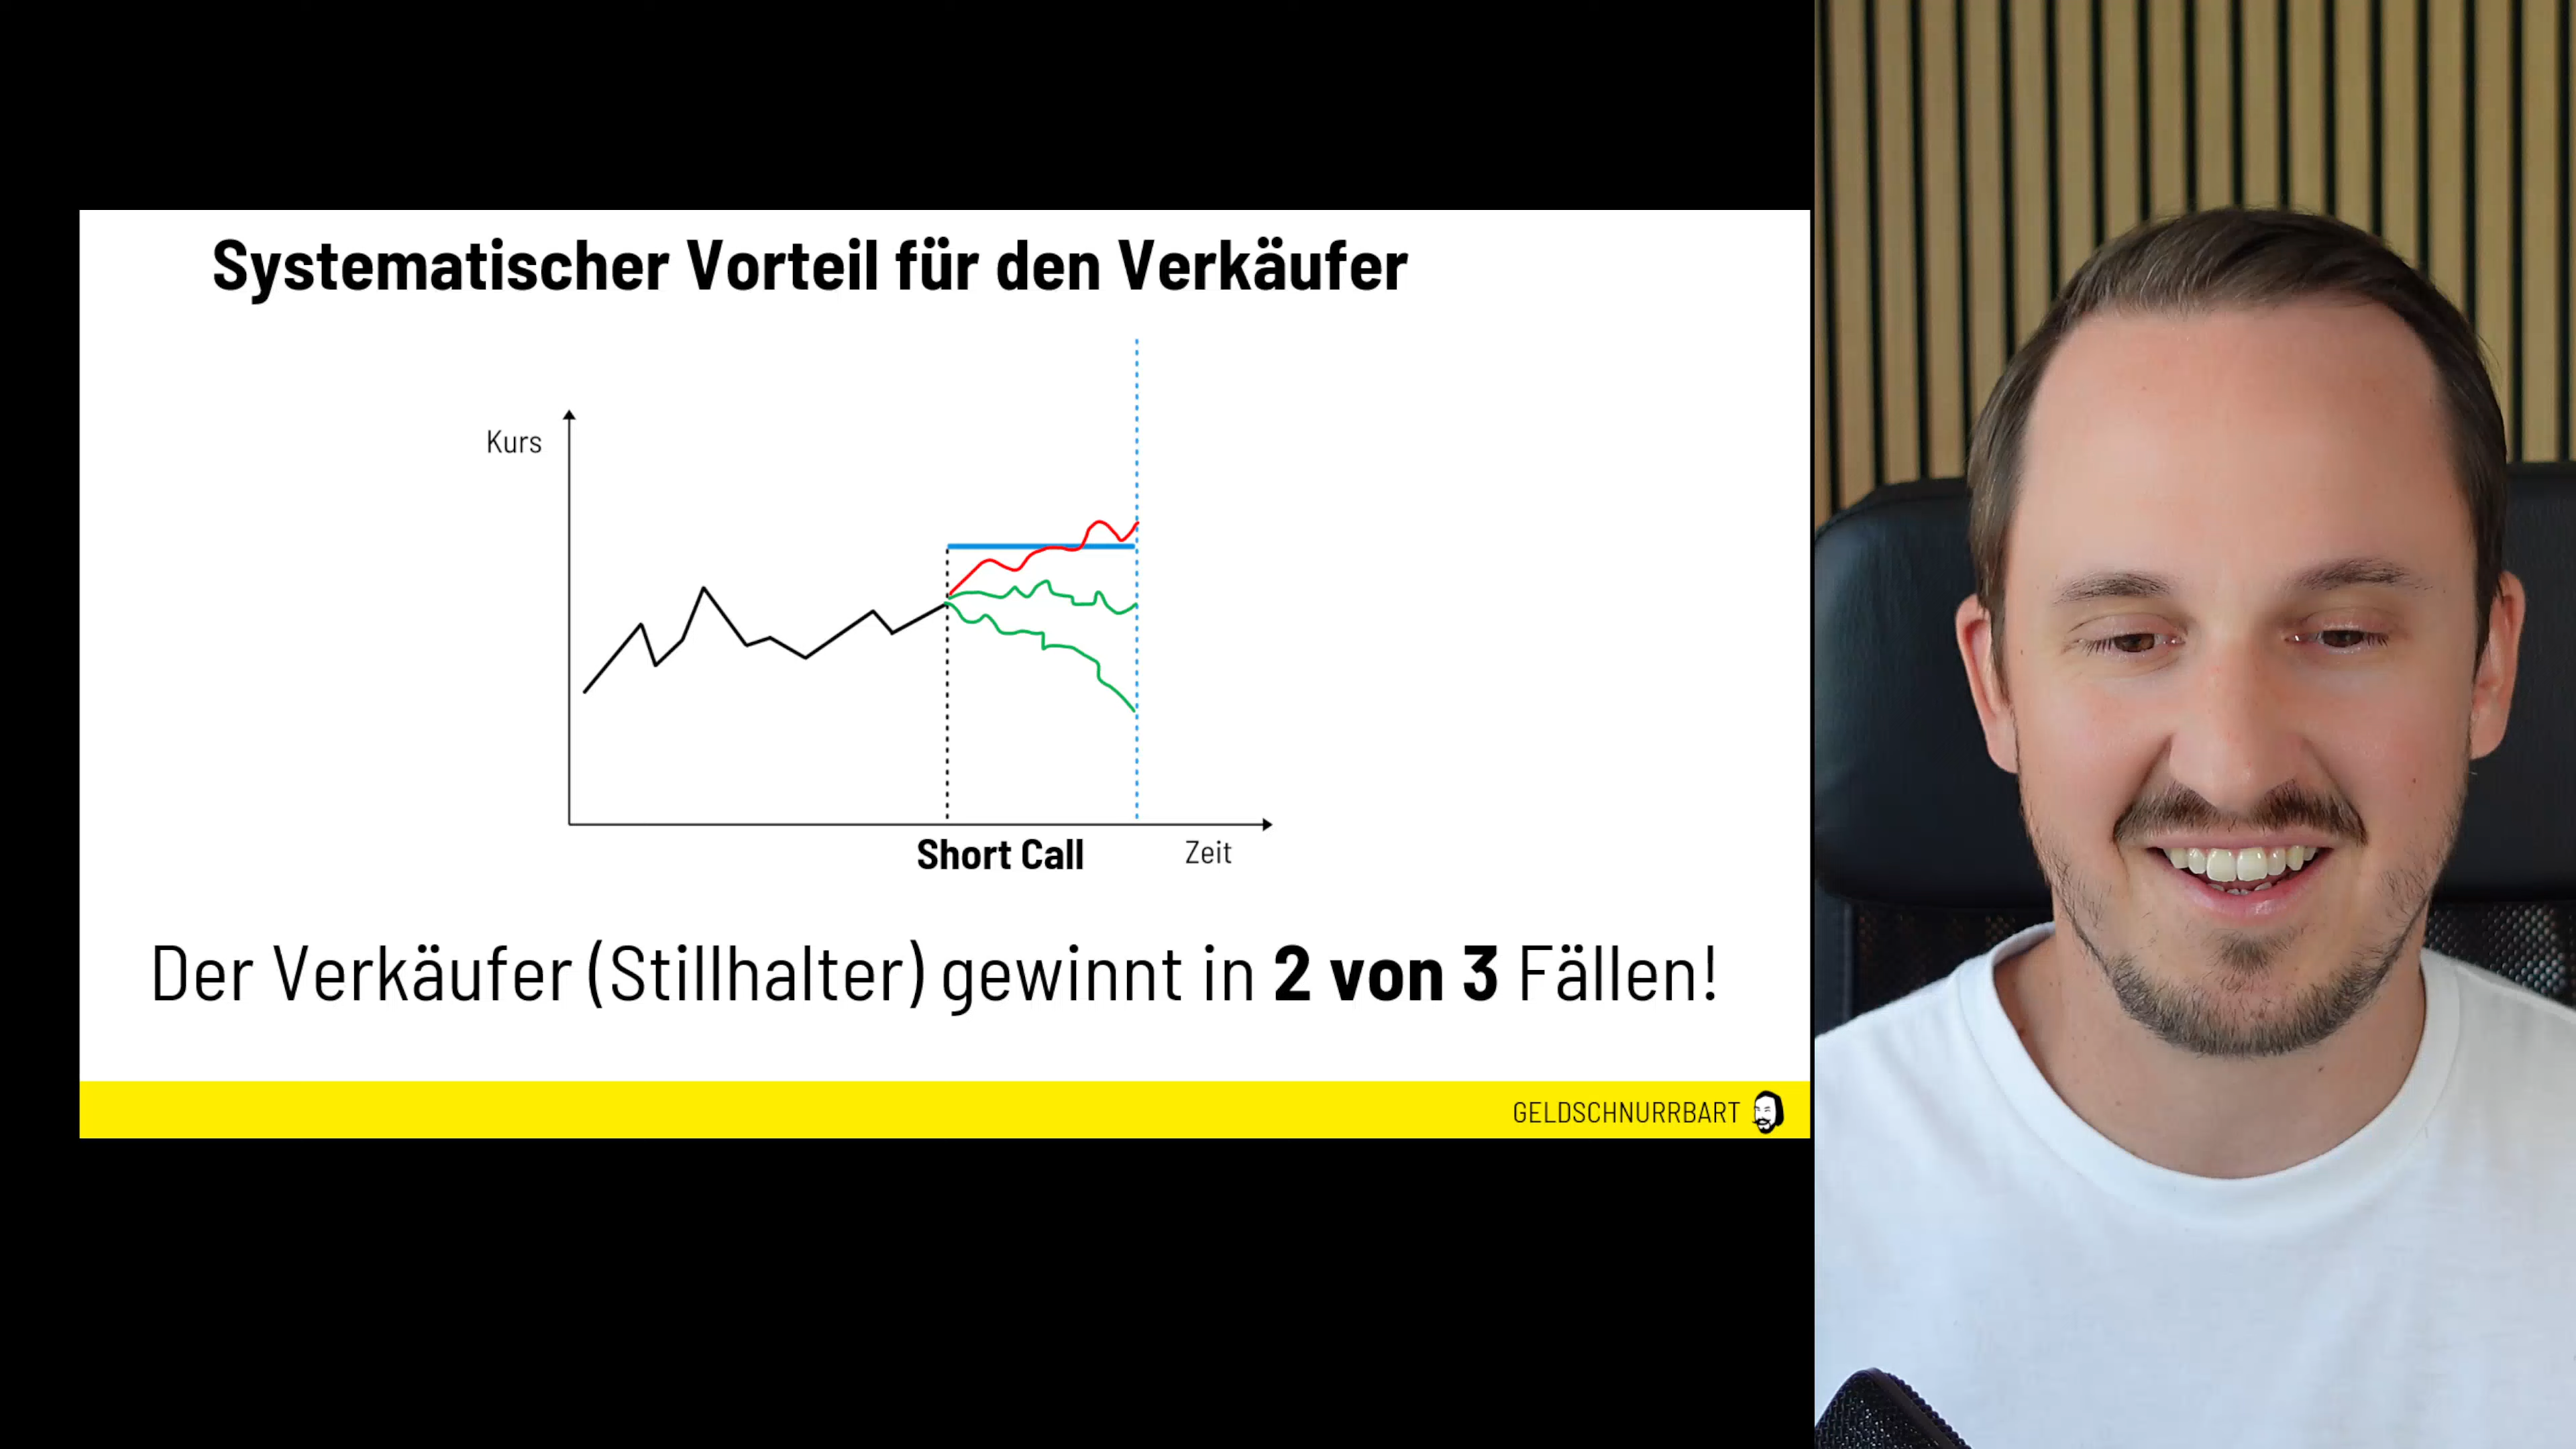 Systematischer Vorteil für den Verkäufer
Kurs
Short Call
Zeit
Der Verkäufer (Stillhalter) gewinnt in 2 von 3 Fällen!
GELDSCHNURRBART